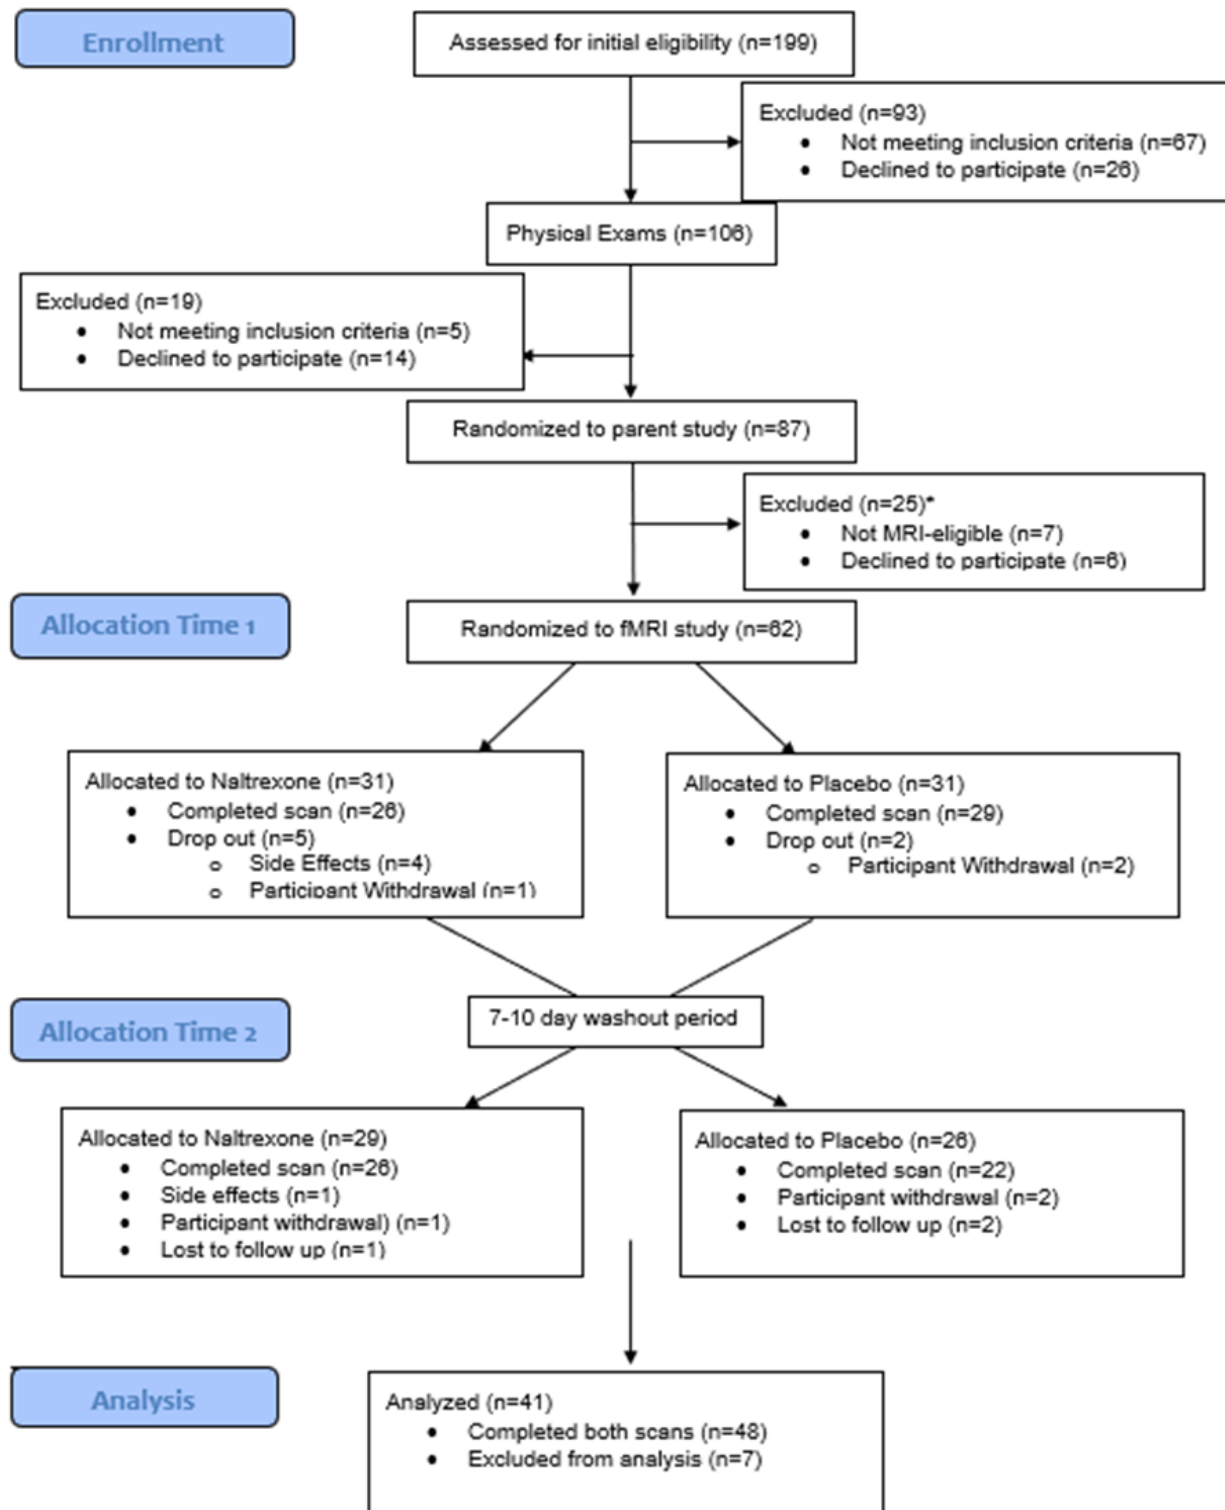 Enrollment
Assessed for initial eligibility (n=199)
Excluded (n=93)
• Not meeting inclusion criteria (n=67)
• Declined to participate (n=26)
Physical Exams (n=106)
Excluded (n=19)
• Not meeting inclusion criteria (n=5)
• Declined to participate (n=14)
Randomized to parent study (n=87)
Excluded (n=25)*
• Not MRI-eligible (n=7)
• Declined to participate (n=6)
Allocation Time 1
Randomized to fMRI study (n=62)
Allocated to Naltrexone (n=31)
• Completed scan (n=26)
• Drop out (n=5)
o Side Effects (n=4)
o Participant Withdrawal (n=1)
Allocated to Placebo (n=31)
• Completed scan (n=29)
• Drop out (n=2)
o Participant Withdrawal (n=2)
Allocation Time 2
7-10 day washout period
Allocated to Naltrexone (n=29)
• Completed scan (n=26)
• Side effects (n=1)
• Participant withdrawal) (n=1)
• Lost to follow up (n=1)
Allocated to Placebo (n=26)
• Completed scan (n=22)
• Participant withdrawal (n=2)
• Lost to follow up (n=2)
Analysis
Analyzed (n=41)
• Completed both scans (n=48)
• Excluded from analysis (n=7)